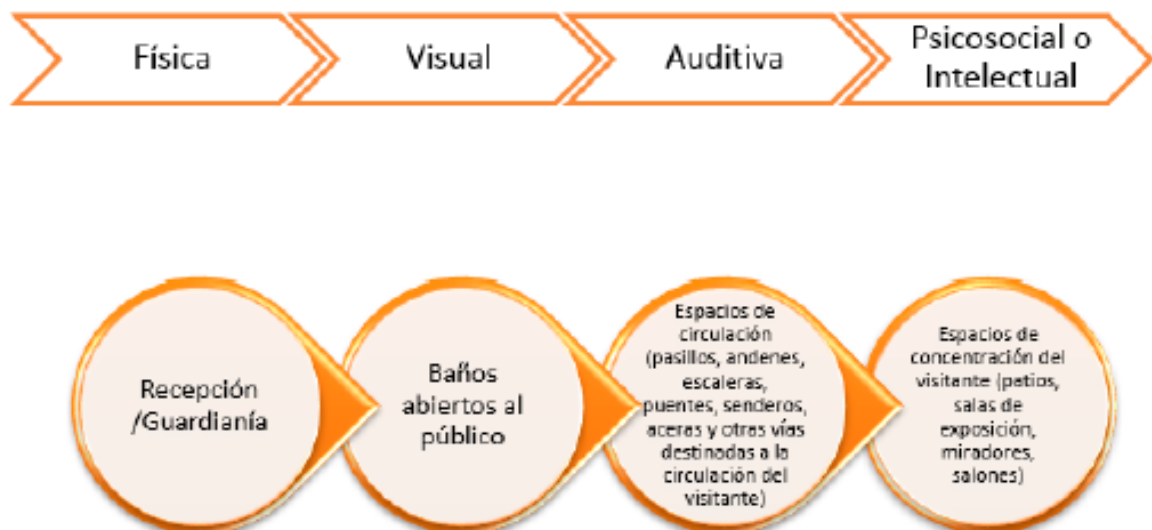 Física
Visual
Auditiva
Psicosocial o
Intelectual
Recepción
/Guardianía
Baños
abiertos al
público
Espacios de
circulación
(pasillos, andenes,
escaleras,
puentes, senderos,
aceras y otras vías
destinadas a la
circulación del
visitante)
Espacios de
concentración del
visitante (patios,
salas de
exposición,
miradores,
salones)